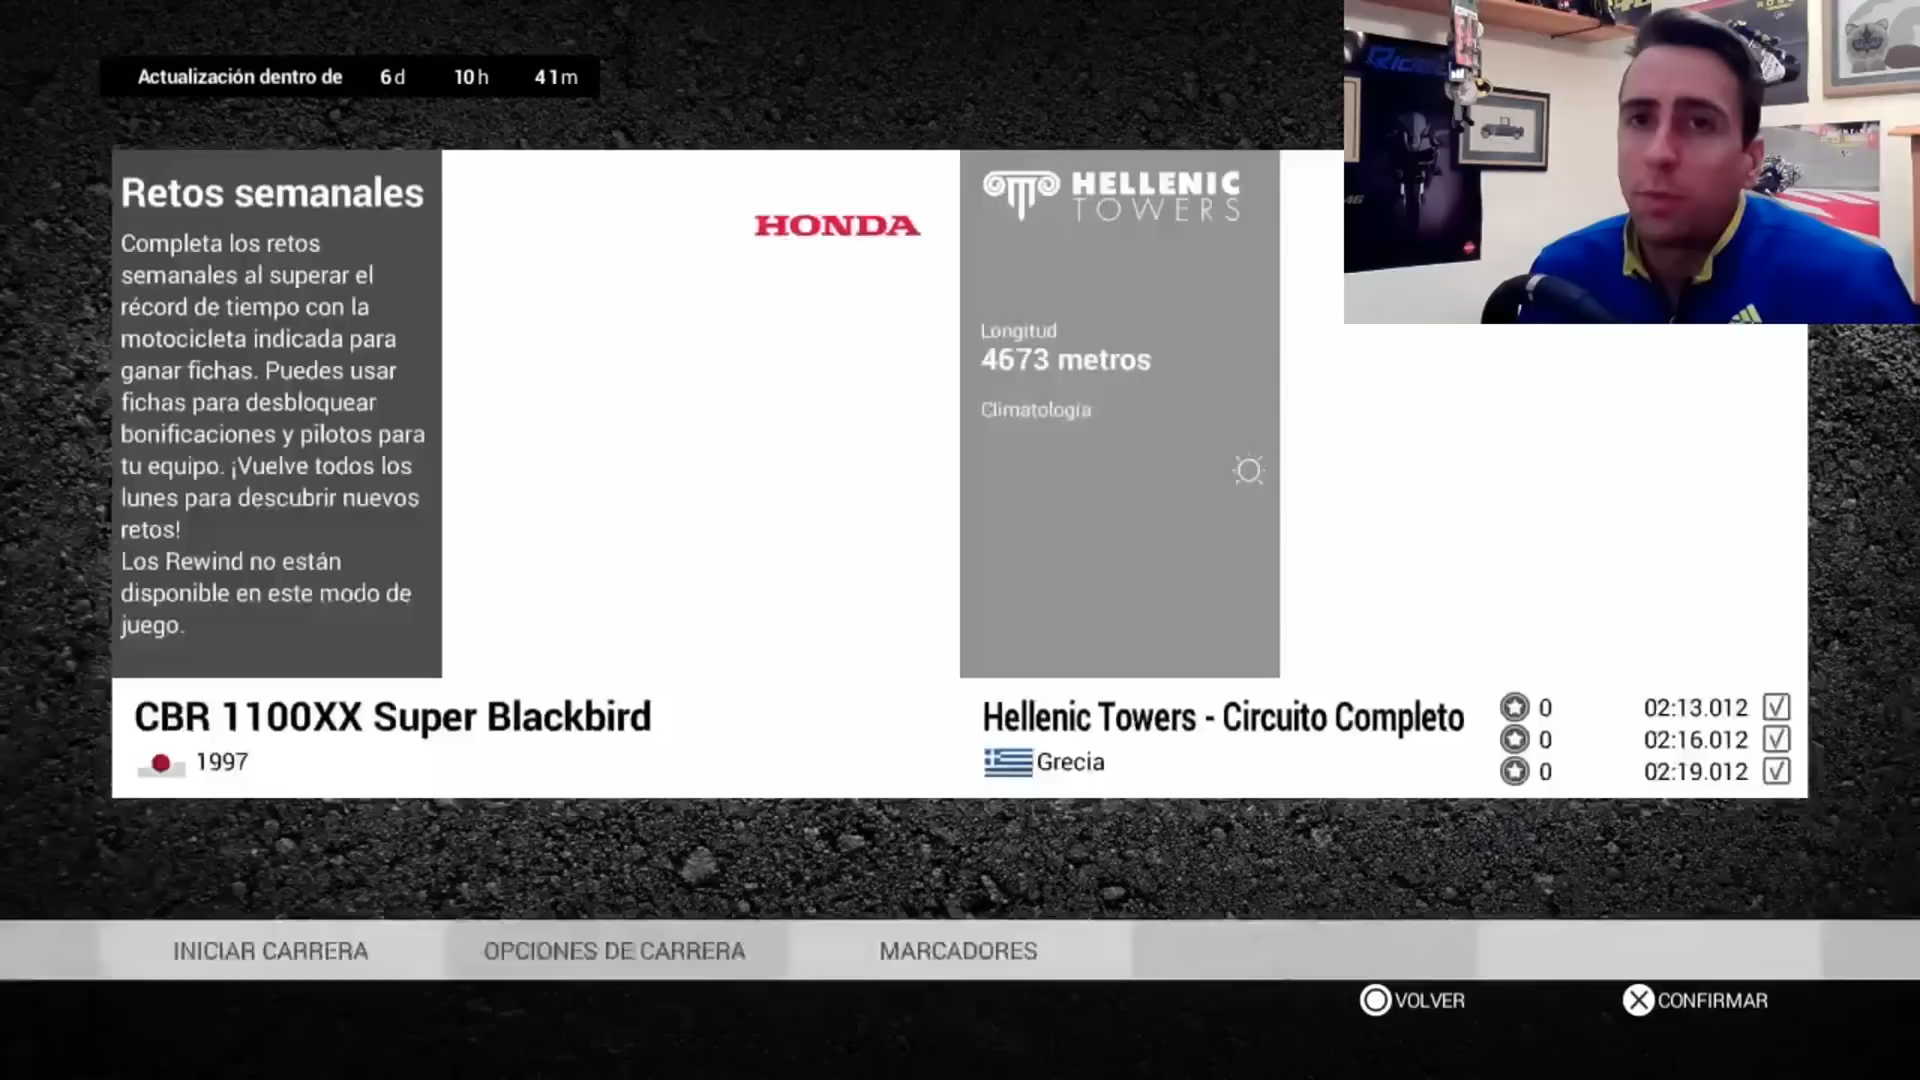 Actualización dentro de 6d 10h 41m
Retos semanales
Completa los retos
semanales al superar el
récord de tiempo con la
motocicleta indicada para
ganar fichas. Puedes usar
fichas para desbloquear
bonificaciones y pilotos para
tu equipo. ¡Vuelve todos los
lunes para descubrir nuevos
retos!
Los Rewind no están
disponible en este modo de
juego.
HONDA
HELLENIC
TOWERS
Longitud
4673 metros
Climatología
CBR 1100XX Super Blackbird
1997
Hellenic Towers - Circuito Completo
Grecia
0 02:13.012
0 02:16.012
0 02:19.012
INICIAR CARRERA
OPCIONES DE CARRERA
MARCADORES
VOLVER
CONFIRMAR